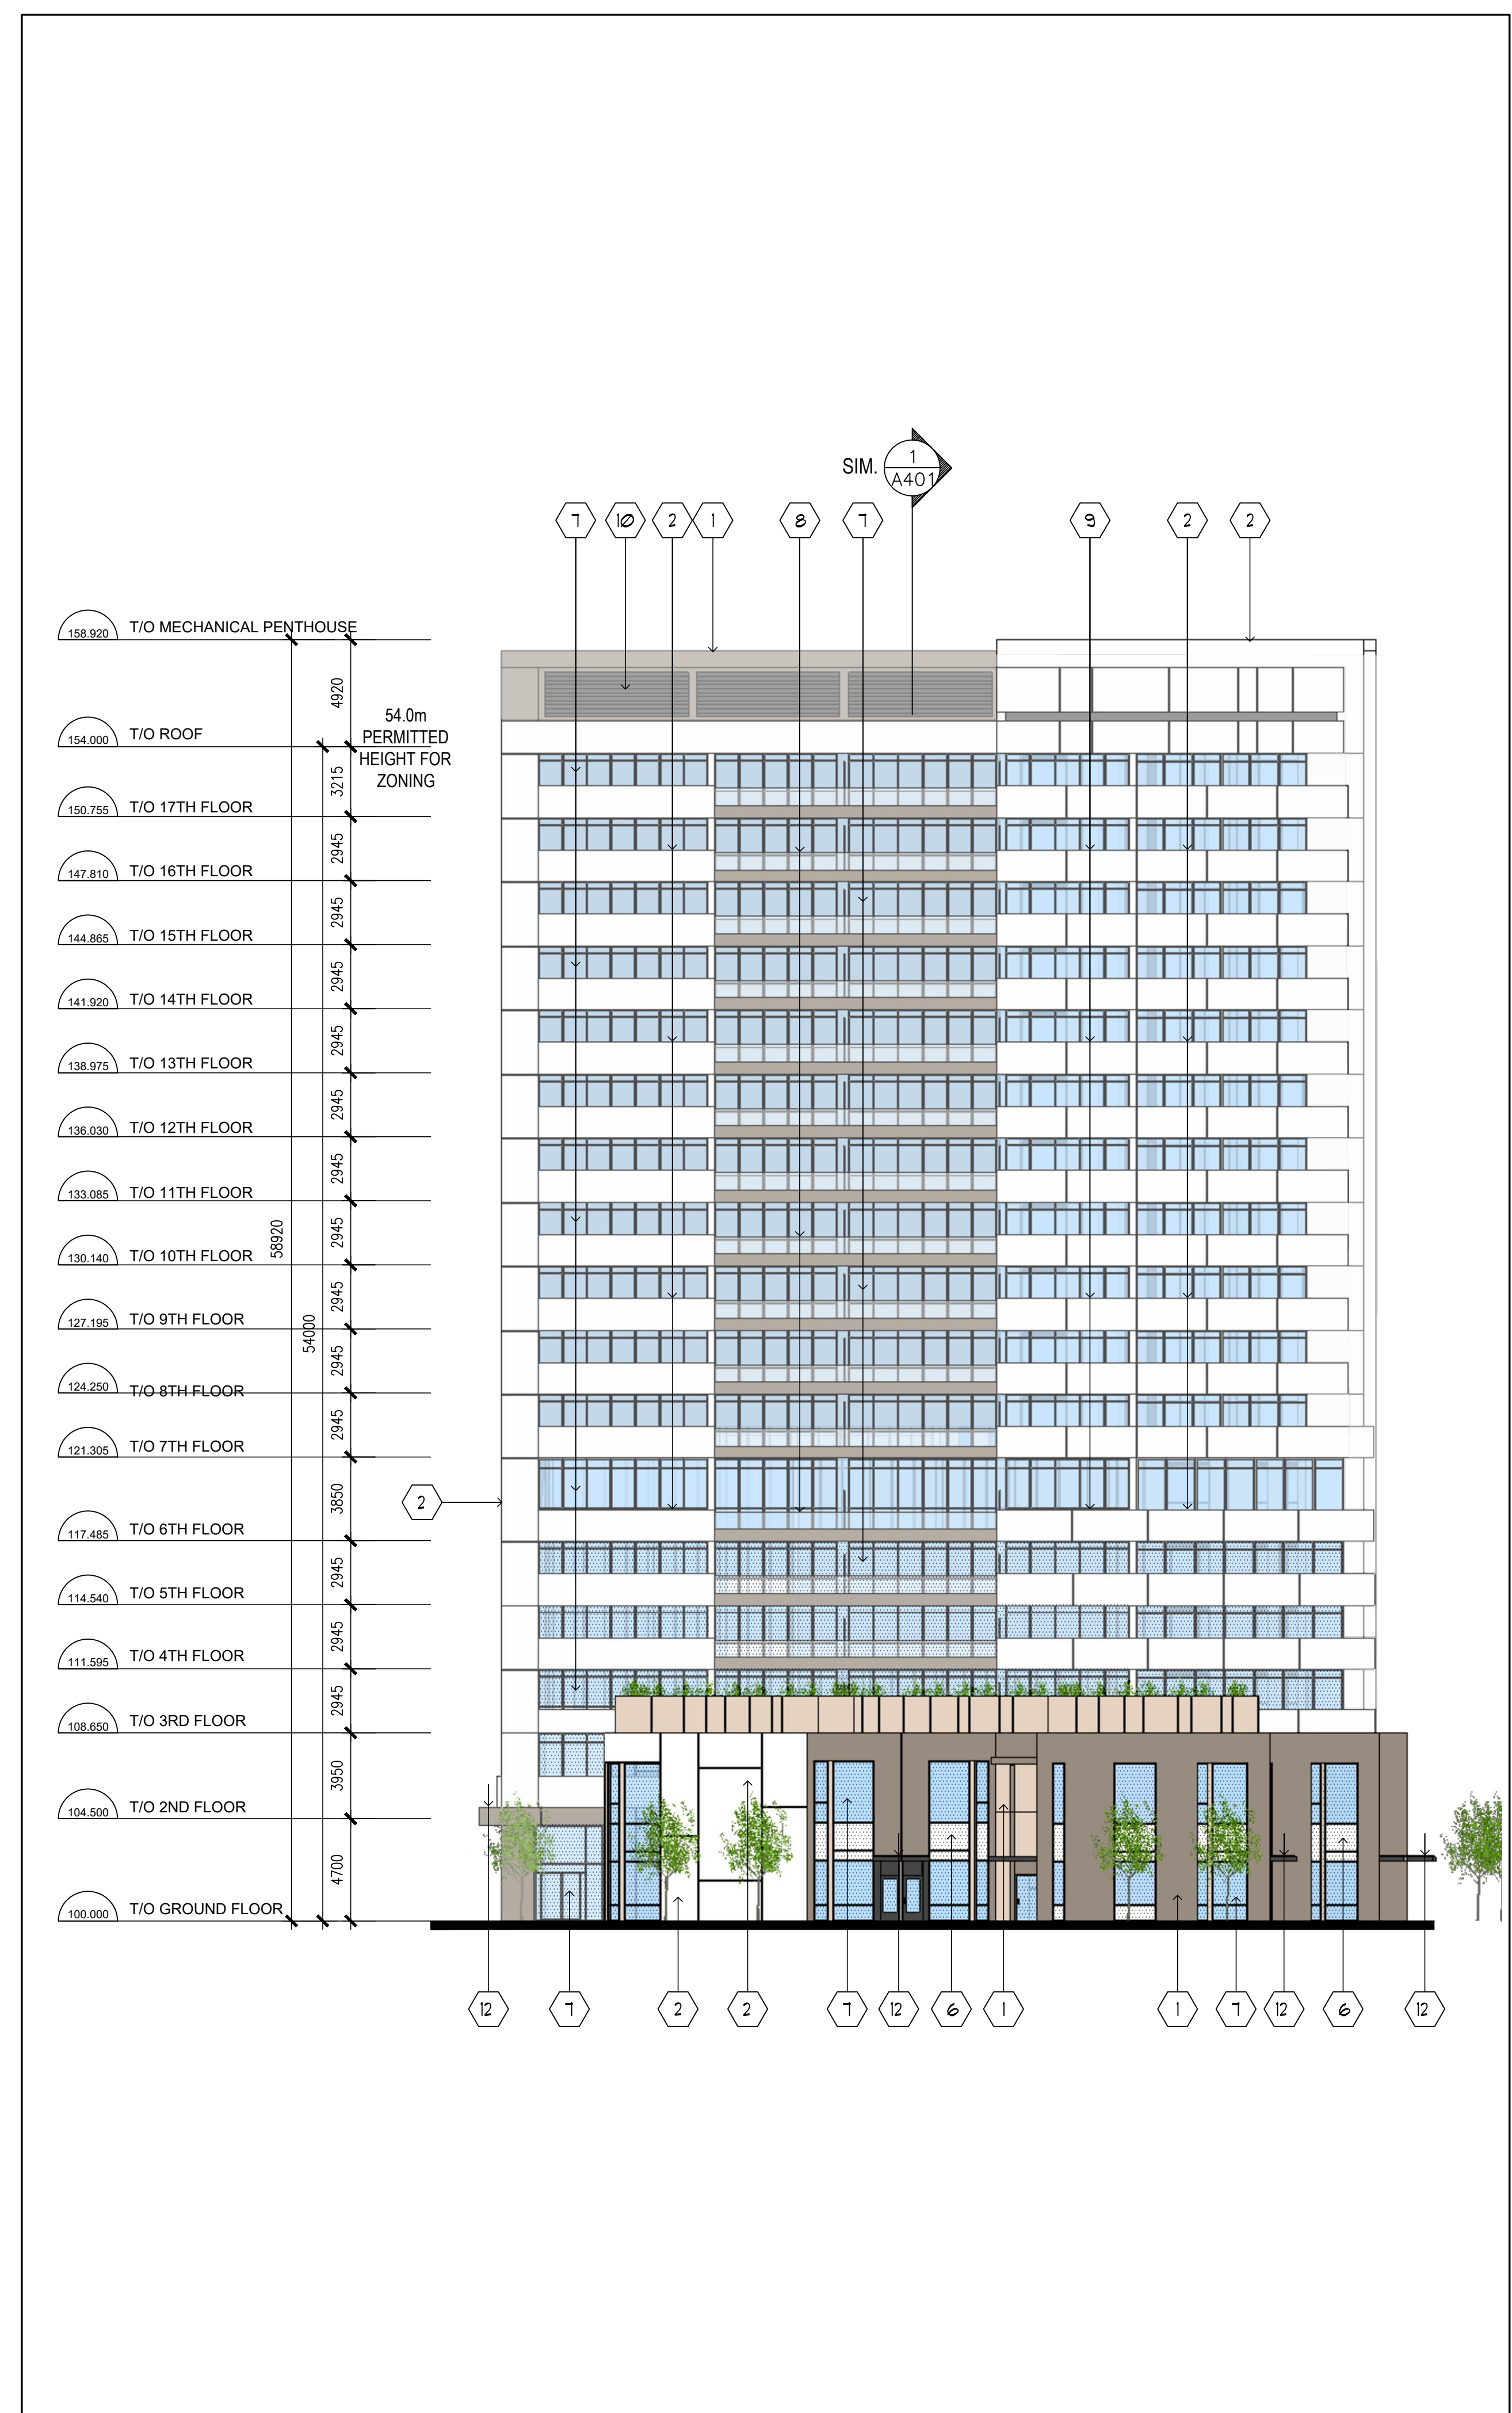 SIM.
1
A401
7
10
2
1
8
7
9
2
2
158.920 T/O MECHANICAL PENTHOUSE
4920
54.0m
PERMITTED
HEIGHT FOR
ZONING
154.000 T/O ROOF
3215
150.755 T/O 17TH FLOOR
2945
147.810 T/O 16TH FLOOR
2945
144.865 T/O 15TH FLOOR
2945
141.920 T/O 14TH FLOOR
2945
138.975 T/O 13TH FLOOR
2945
136.030 T/O 12TH FLOOR
2945
133.085 T/O 11TH FLOOR
2945
58920
130.140 T/O 10TH FLOOR
2945
127.195 T/O 9TH FLOOR
54000
2945
124.250 T/O 8TH FLOOR
2945
121.305 T/O 7TH FLOOR
3850
2
117.485 T/O 6TH FLOOR
2945
114.540 T/O 5TH FLOOR
2945
111.595 T/O 4TH FLOOR
2945
108.650 T/O 3RD FLOOR
3950
104.500 T/O 2ND FLOOR
4700
100.000 T/O GROUND FLOOR
12
7
2
2
7
12
6
1
1
7
12
6
12